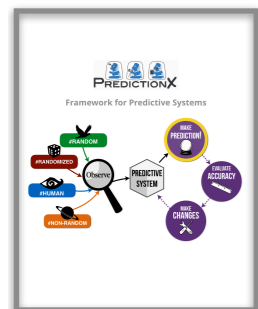 PREDICTIONX
Framework for Predictive Systems
#RANDOM
#RANDOMIZED
#HUMAN
#NON-RANDOM
Observe
PREDICTIVE
SYSTEM
MAKE
PREDICTION!
EVALUATE
ACCURACY
MAKE
CHANGES